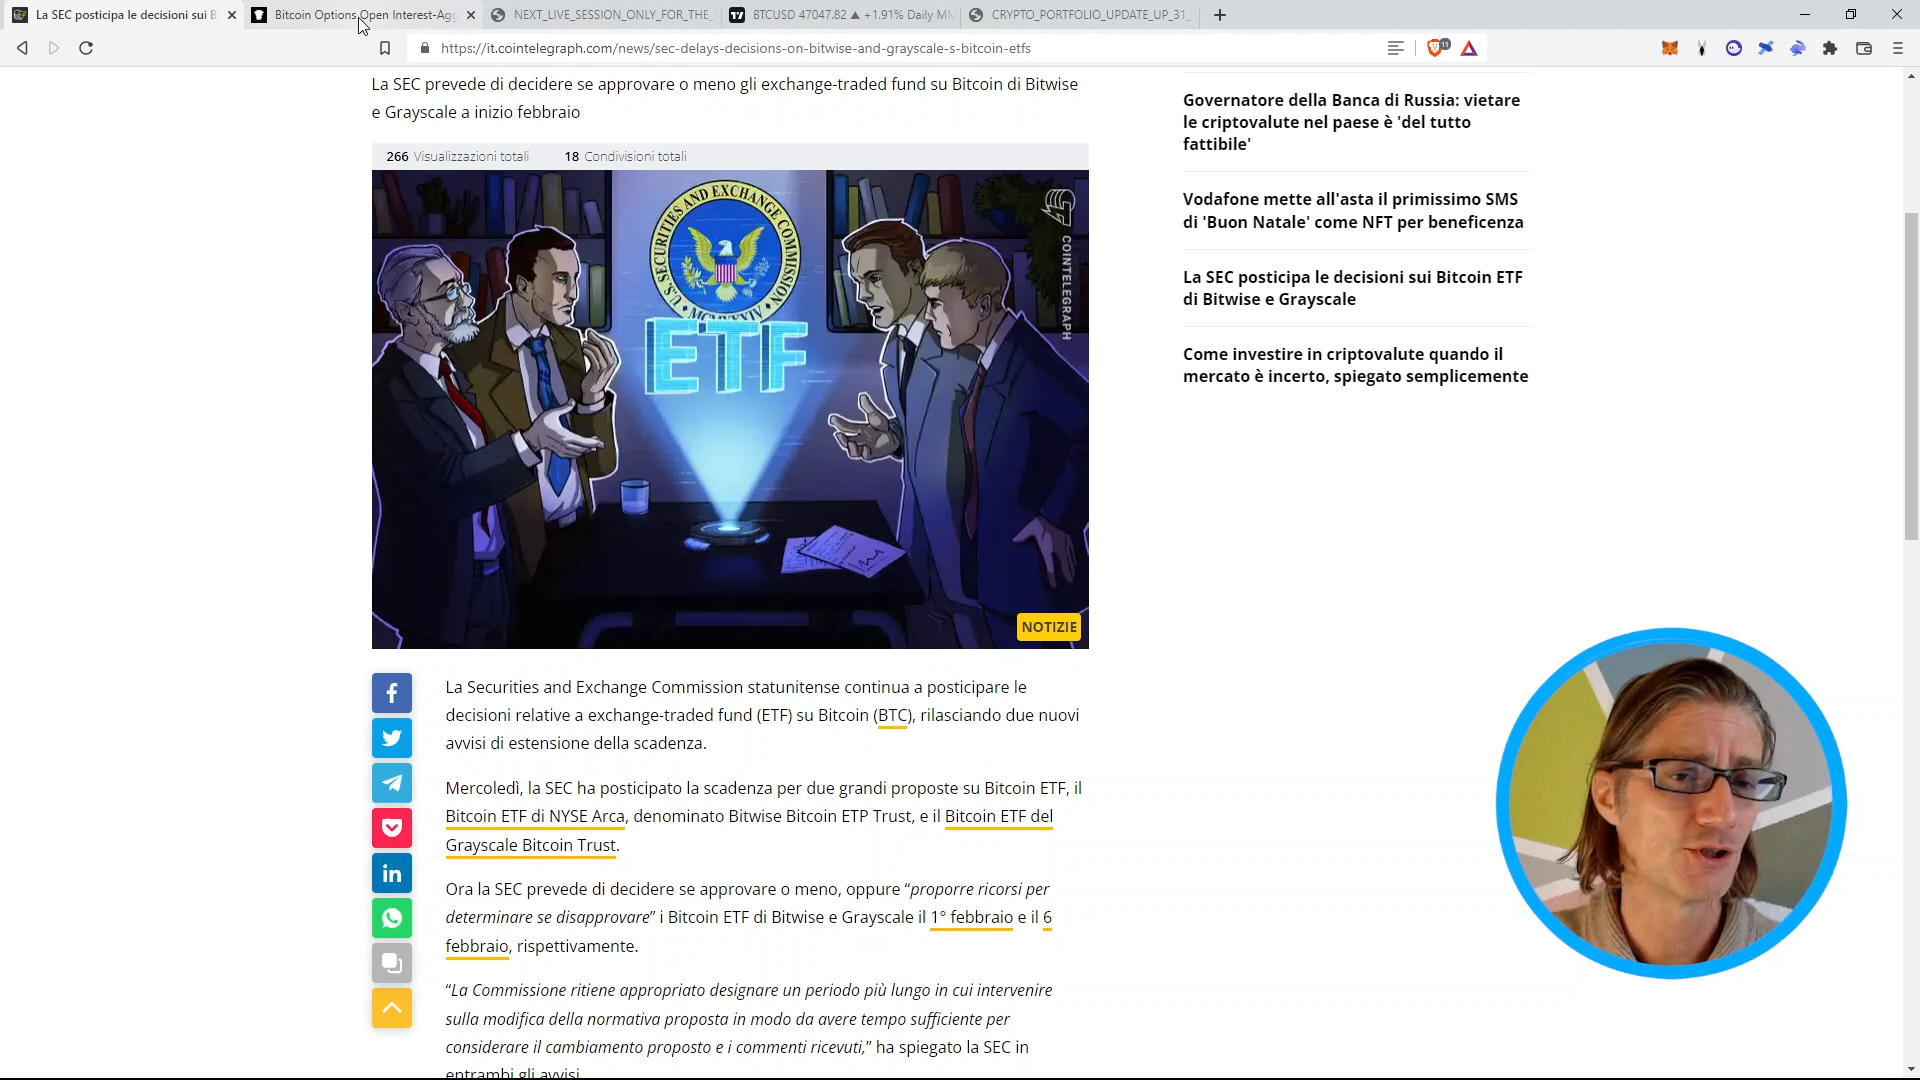 La SEC posticipa le decisioni sui B
Bitcoin Options Open Interest-Agg
NEXT_LIVE_SESSION_ONLY_FOR_THE_
BTCUSD 47047.82 ▲ +1.91% Daily
CRYPTO_PORTFOLIO_UPDATE_UP_31_
https://it.cointelegraph.com/news/sec-delays-decisions-on-bitwise-and-grayscale-s-bitcoin-etfs
11
La SEC prevede di decidere se approvare o meno gli exchange-traded fund su Bitcoin di Bitwise
e Grayscale a inizio febbraio
266 Visualizzazioni totali
18 Condivisioni totali
U.S. SECURITIES AND EXCHANGE COMMISSION
MCMXXXIV
ETF
COINTELEGRAPH
NOTIZIE
La Securities and Exchange Commission statunitense continua a posticipare le
decisioni relative a exchange-traded fund (ETF) su Bitcoin (BTC), rilasciando due nuovi
avvisi di estensione della scadenza.
Mercoledì, la SEC ha posticipato la scadenza per due grandi proposte su Bitcoin ETF, il
Bitcoin ETF di NYSE Arca, denominato Bitwise Bitcoin ETP Trust, e il Bitcoin ETF del
Grayscale Bitcoin Trust.
Ora la SEC prevede di decidere se approvare o meno, oppure “proporre ricorsi per
determinare se disapprovare” i Bitcoin ETF di Bitwise e Grayscale il 1° febbraio e il 6
febbraio, rispettivamente.
“La Commissione ritiene appropriato designare un periodo più lungo in cui intervenire
sulla modifica della normativa proposta in modo da avere tempo sufficiente per
considerare il cambiamento proposto e i commenti ricevuti,” ha spiegato la SEC in
entrambi gli avvisi.
Governatore della Banca di Russia: vietare
le criptovalute nel paese è 'del tutto
fattibile'
Vodafone mette all'asta il primissimo SMS
di 'Buon Natale' come NFT per beneficenza
La SEC posticipa le decisioni sui Bitcoin ETF
di Bitwise e Grayscale
Come investire in criptovalute quando il
mercato è incerto, spiegato semplicemente